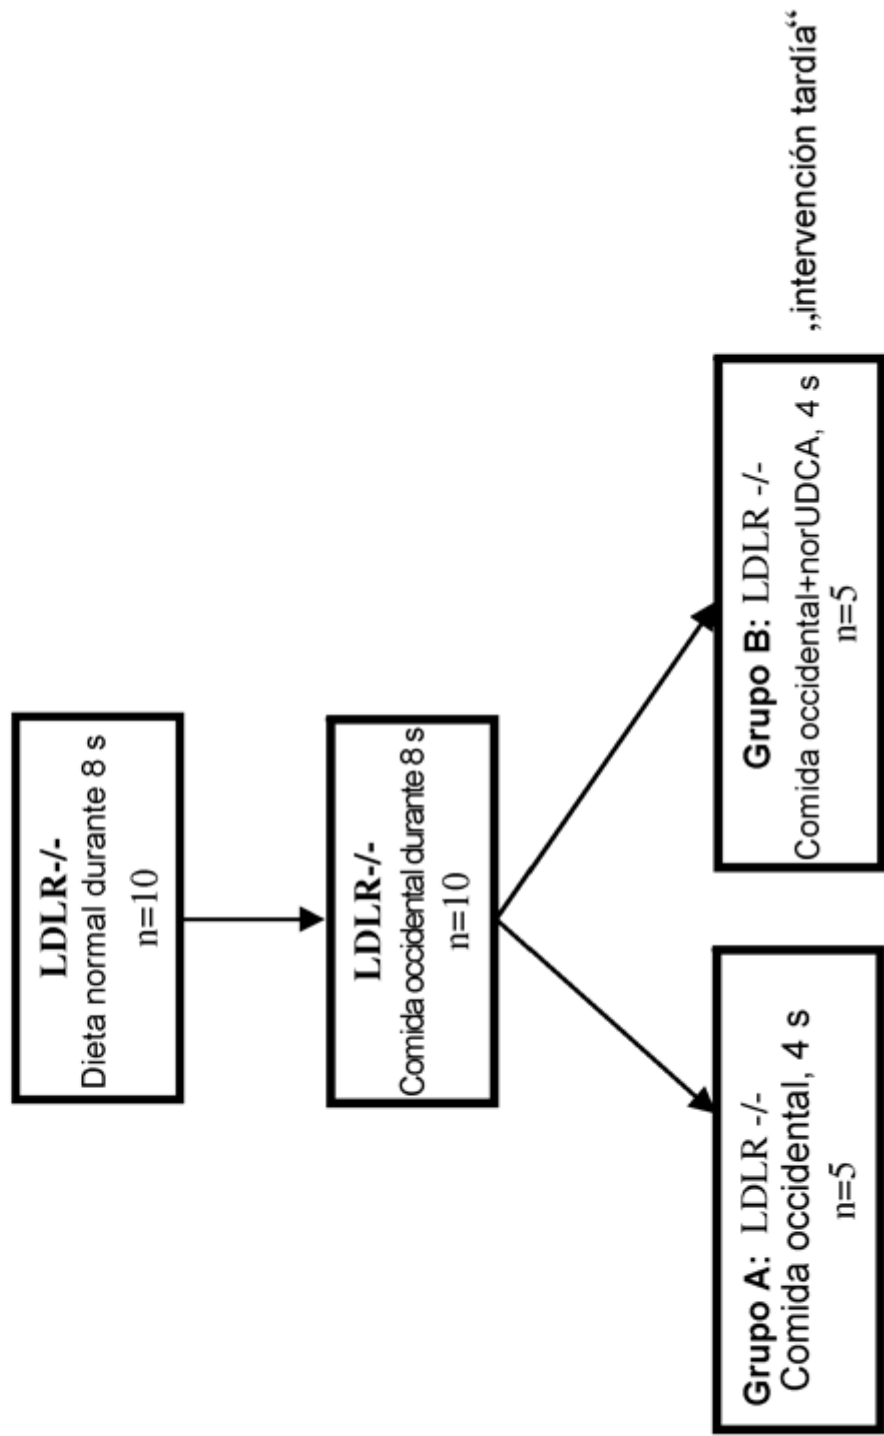 LDLR-/-
Dieta normal durante 8 s
n=10
LDLR-/-
Comida occidental durante 8 s
n=10
Grupo A: LDLR -/-
Comida occidental, 4 s
n=5
Grupo B: LDLR -/-
Comida occidental+norUDCA, 4 s
n=5
„intervención tardía“